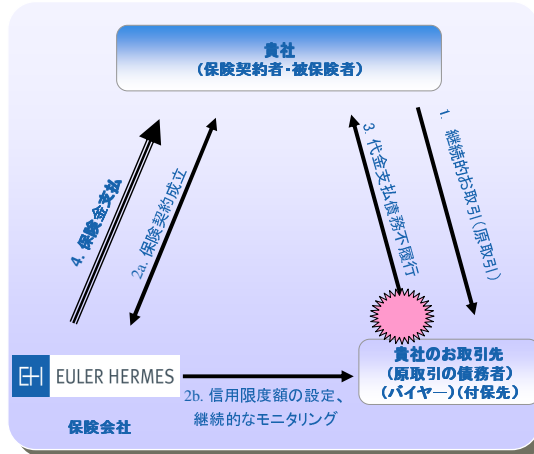 貴社
(保険契約者・被保険者)
1. 継続的お取引(原取引)
3. 代金支払債務不履行
2a. 保険契約成立
4. 保険金支払
EH EULER HERMES
保険会社
2b. 信用限度額の設定、
継続的なモニタリング
貴社のお取引先
(原取引の債務者)
(バイヤー)(付保先)